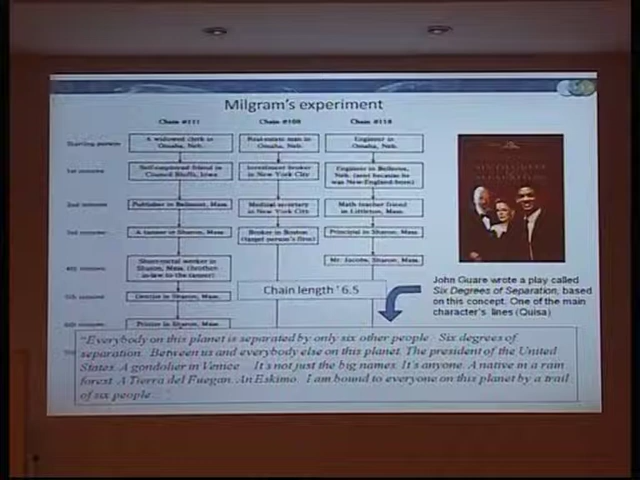 Milgram's experiment
Chain #111 Chain #108 Chain #118
Starting person A widowed clerk in Omaha, Neb. Real-estate man in Omaha, Neb. Engineer in Omaha, Neb.
1st remove Self-employed friend in Council Bluffs, Iowa Investment broker in New York City Engineer in Bellevue, Neb. (sent because he was New-England-born)
2nd remove Publisher in Belmont, Mass. Medical secretary in New York City Math teacher friend in Littleton, Mass.
3rd remove A tanner in Sharon, Mass. Broker in Boston (target person's firm) Principal in Sharon, Mass.
Mr. Jacobs, Sharon, Mass.
4th remove Sheet-metal worker in Sharon, Mass. (brother in-law to the tanner)
5th remove Dentist in Sharon, Mass.
6th remove Printer in Sharon, Mass.
Chain length ' 6.5
SIX DEGREES
OF
SEPARATION
John Guare wrote a play called
Six Degrees of Separation, based
on this concept. One of the main
character's lines (Quisa)
"Everybody on this planet is separated by only six other people. Six degrees of
separation. Between us and everybody else on this planet. The president of the United
States. A gondolier in Venice... It's not just the big names. It's anyone. A native in a rain
forest. A Tierra del Fuegan. An Eskimo. I am bound to everyone on this planet by a trail
of six people...